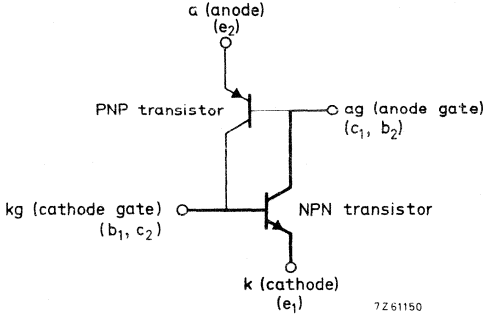 a (anode)
(e2)
PNP transistor
ag (anode gate)
(c1, b2)
kg (cathode gate)
(b1, c2)
NPN transistor
k (cathode)
(e1)
7Z61150